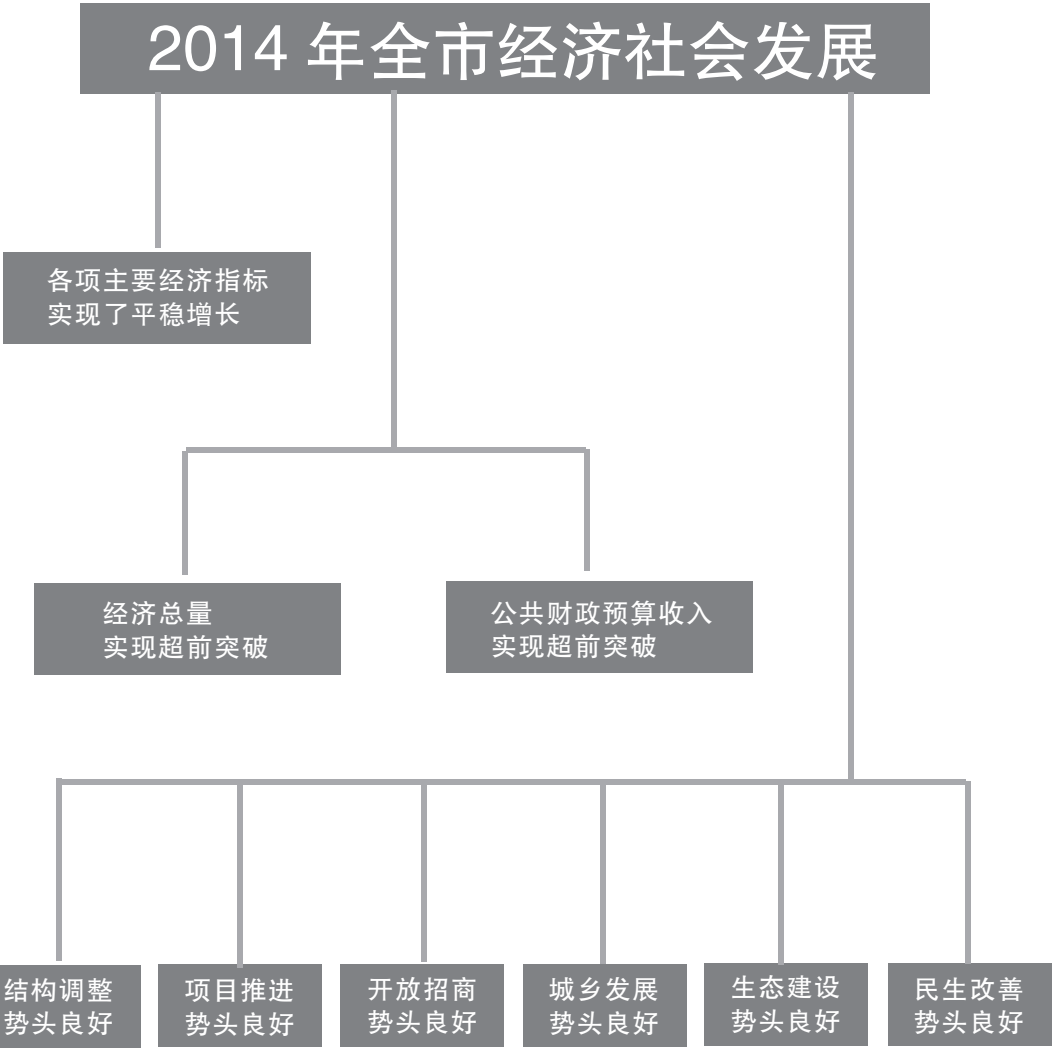 2014 年全市经济社会发展
各项主要经济指标
实现了平稳增长
经济总量
实现超前突破
公共财政预算收入
实现超前突破
结构调整
势头良好
项目推进
势头良好
开放招商
势头良好
城乡发展
势头良好
生态建设
势头良好
民生改善
势头良好